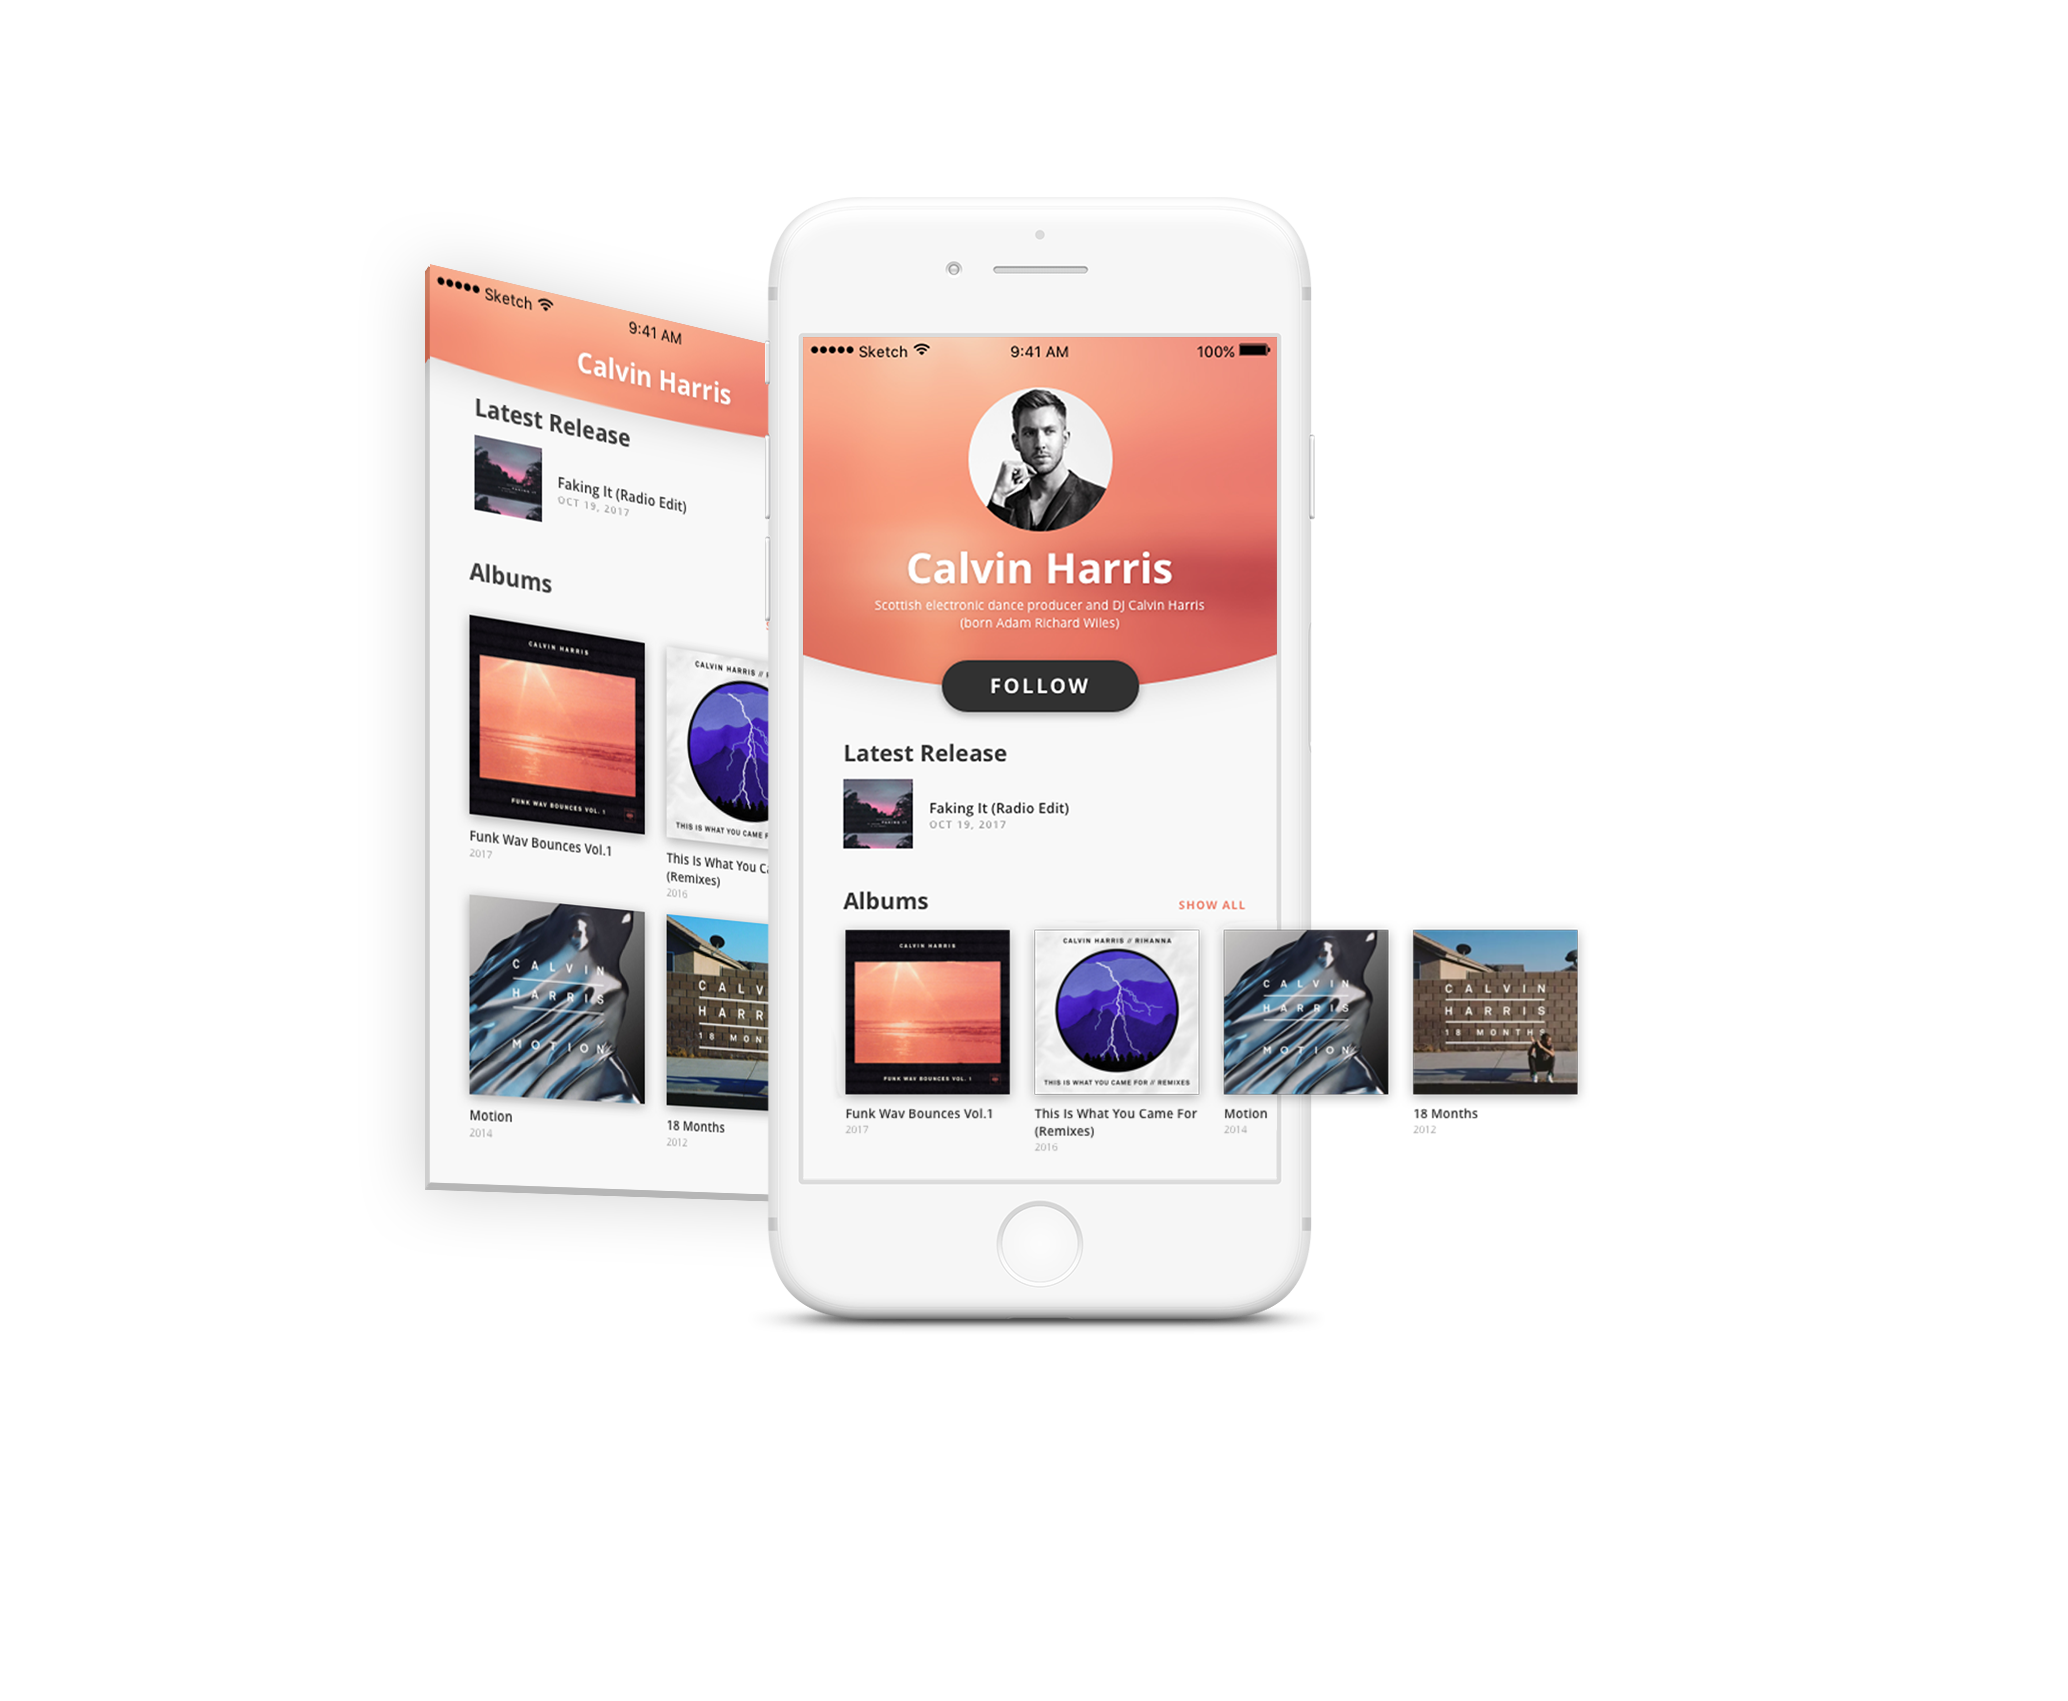 ●●●●● Sketch
9:41 AM
Calvin Harris
Latest Release
Faking It (Radio Edit)
OCT 19, 2017
Albums
CALVIN HARRIS
FUNK WAV BOUNCES VOL. 1
Funk Wav Bounces Vol.1
2017
CALVIN HARRIS //
THIS IS WHAT YOU CAME
This Is What You
(Remixes)
2016
CALVIN
HARRIS
MOTION
Motion
2014
18
18 Months
2012
●●●●● Sketch
9:41 AM
100%
Calvin Harris
Scottish electronic dance producer and DJ Calvin Harris
(born Adam Richard Wiles)
FOLLOW
Latest Release
FAKING IT
Faking It (Radio Edit)
OCT 19, 2017
Albums
SHOW ALL
CALVIN HARRIS
FUNK WAV BOUNCES VOL. 1
Funk Wav Bounces Vol.1
2017
CALVIN HARRIS // RIHANNA
THIS IS WHAT YOU CAME FOR // REMIXES
This Is What You Came For
(Remixes)
2016
CALVIN
HARRIS
MOTION
Motion
2014
CALVIN
HARRIS
18 MONTHS
18 Months
2012